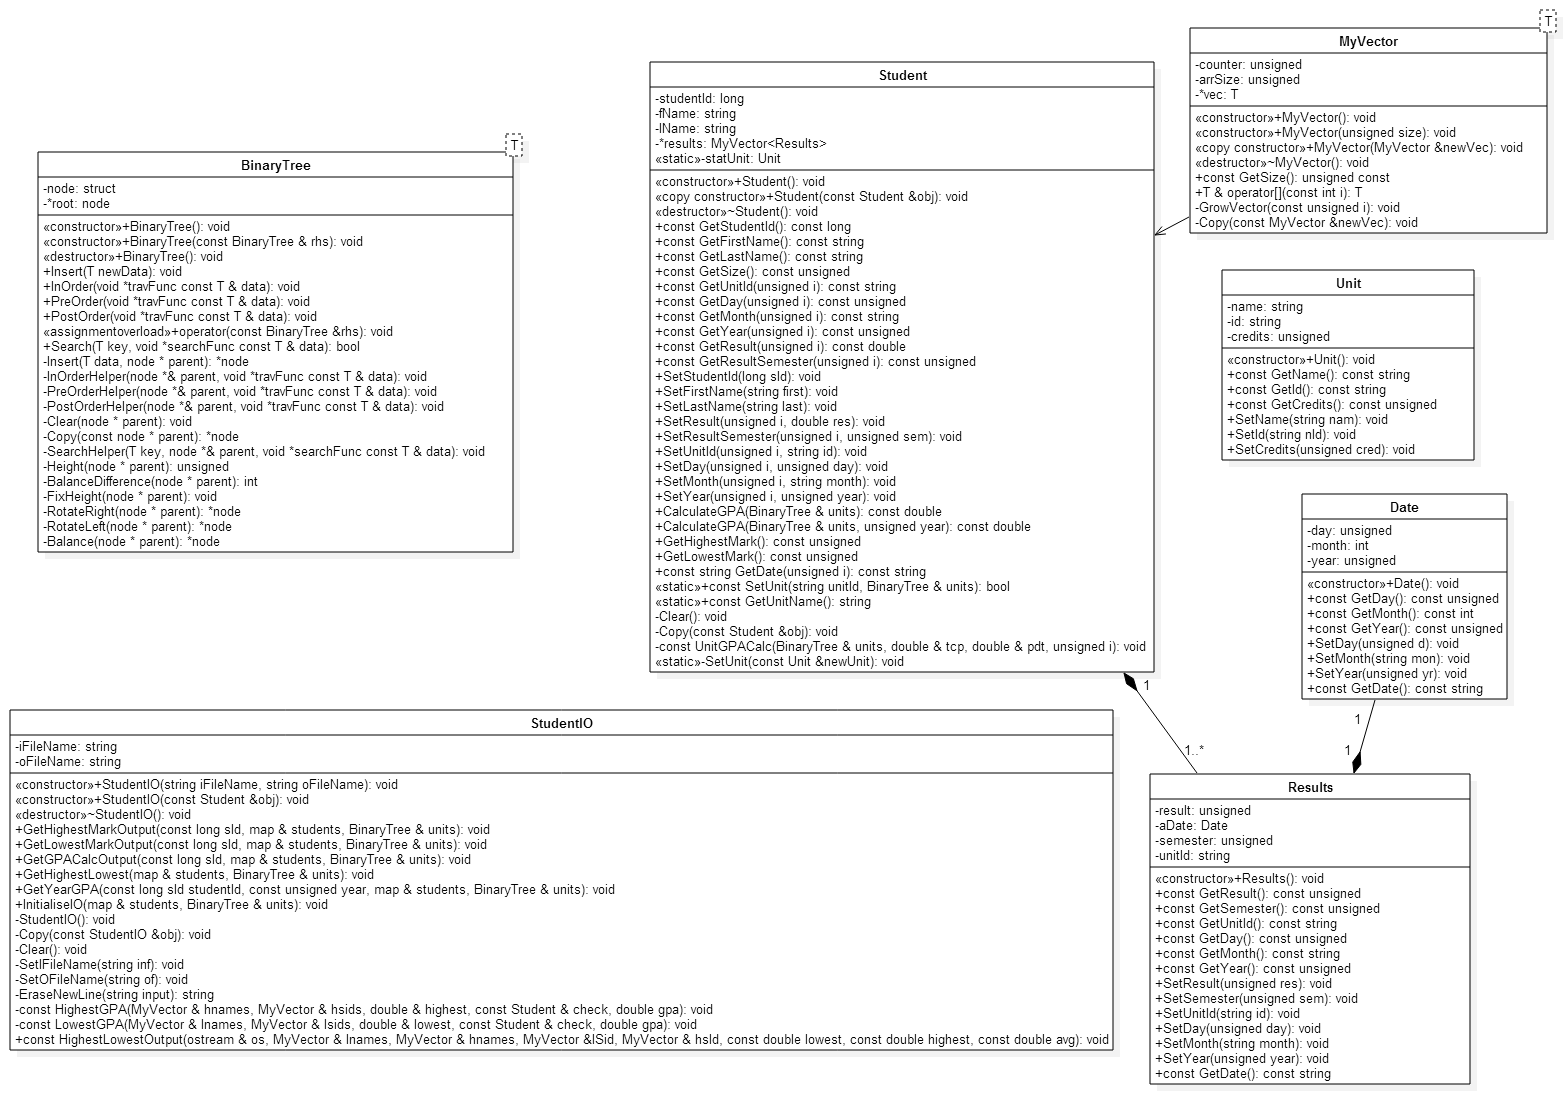 T
BinaryTree
-node: struct
-*root: node
«constructor»+BinaryTree(): void
«constructor»+BinaryTree(const BinaryTree & rhs): void
«destructor»+BinaryTree(): void
+Insert(T newData): void
+InOrder(void *travFunc const T & data): void
+PreOrder(void *travFunc const T & data): void
+PostOrder(void *travFunc const T & data): void
«assignmentoverload»+operator(const BinaryTree &rhs): void
+Search(T key, void *searchFunc const T & data): bool
-Insert(T data, node * parent): *node
-InOrderHelper(node *& parent, void *travFunc const T & data): void
-PreOrderHelper(node *& parent, void *travFunc const T & data): void
-PostOrderHelper(node *& parent, void *travFunc const T & data): void
-Clear(node * parent): void
-Copy(const node * parent): *node
-SearchHelper(T key, node *& parent, void *searchFunc const T & data): void
-Height(node * parent): unsigned
-BalanceDifference(node * parent): int
-FixHeight(node * parent): void
-RotateRight(node * parent): *node
-RotateLeft(node * parent): *node
-Balance(node * parent): *node
Student
-studentId: long
-fName: string
-lName: string
-*results: MyVector<Results>
«static»-statUnit: Unit
«constructor»+Student(): void
«copy constructor»+Student(const Student &obj): void
«destructor»~Student(): void
+const GetStudentId(): const long
+const GetFirstName(): const string
+const GetLastName(): const string
+const GetSize(): const unsigned
+const GetUnitId(unsigned i): const string
+const GetDay(unsigned i): const unsigned
+const GetMonth(unsigned i): const string
+const GetYear(unsigned i): const unsigned
+const GetResult(unsigned i): const double
+const GetResultSemester(unsigned i): const unsigned
+SetStudentId(long sId): void
+SetFirstName(string first): void
+SetLastName(string last): void
+SetResult(unsigned i, double res): void
+SetResultSemester(unsigned i, unsigned sem): void
+SetUnitId(unsigned i, string id): void
+SetDay(unsigned i, unsigned day): void
+SetMonth(unsigned i, string month): void
+SetYear(unsigned i, unsigned year): void
+CalculateGPA(BinaryTree & units): const double
+CalculateGPA(BinaryTree & units, unsigned year): const double
+GetHighestMark(): const unsigned
+GetLowestMark(): const unsigned
+const string GetDate(unsigned i): const string
«static»+const SetUnit(string unitId, BinaryTree & units): bool
«static»+const GetUnitName(): string
-Clear(): void
-Copy(const Student &obj): void
-const UnitGPACalc(BinaryTree & units, double & tcp, double & pdt, unsigned i): void
«static»-SetUnit(const Unit &newUnit): void
T
MyVector
-counter: unsigned
-arrSize: unsigned
-*vec: T
«constructor»+MyVector(): void
«constructor»+MyVector(unsigned size): void
«copy constructor»+MyVector(MyVector &newVec): void
«destructor»~MyVector(): void
+const GetSize(): unsigned const
+T & operator[](const int i): T
-GrowVector(const unsigned i): void
-Copy(const MyVector &newVec): void
Unit
-name: string
-id: string
-credits: unsigned
«constructor»+Unit(): void
+const GetName(): const string
+const GetId(): const string
+const GetCredits(): const unsigned
+SetName(string nam): void
+SetId(string nId): void
+SetCredits(unsigned cred): void
Date
-day: unsigned
-month: int
-year: unsigned
«constructor»+Date(): void
+const GetDay(): const unsigned
+const GetMonth(): const int
+const GetYear(): const unsigned
+SetDay(unsigned d): void
+SetMonth(string mon): void
+SetYear(unsigned yr): void
+const GetDate(): const string
1
1..*
1
1
StudentIO
-iFileName: string
-oFileName: string
«constructor»+StudentIO(string iFileName, string oFileName): void
«constructor»+StudentIO(const Student &obj): void
«destructor»~StudentIO(): void
+GetHighestMarkOutput(const long sId, map & students, BinaryTree & units): void
+GetLowestMarkOutput(const long sId, map & students, BinaryTree & units): void
+GetGPACalcOutput(const long sId, map & students, BinaryTree & units): void
+GetHighestLowest(map & students, BinaryTree & units): void
+GetYearGPA(const long sId studentId, const unsigned year, map & students, BinaryTree & units): void
+InitialiseIO(map & students, BinaryTree & units): void
-StudentIO(): void
-Copy(const StudentIO &obj): void
-Clear(): void
-SetIFileName(string inf): void
-SetOFileName(string of): void
-EraseNewLine(string input): string
-const HighestGPA(MyVector & hnames, MyVector & hsids, double & highest, const Student & check, double gpa): void
-const LowestGPA(MyVector & lnames, MyVector & lsids, double & lowest, const Student & check, double gpa): void
+const HighestLowestOutput(ostream & os, MyVector & lnames, MyVector & hnames, MyVector &lSid, MyVector & hsId, const double lowest, const double highest, const double avg): void
Results
-result: unsigned
-aDate: Date
-semester: unsigned
-unitId: string
«constructor»+Results(): void
+const GetResult(): const unsigned
+const GetSemester(): const unsigned
+const GetUnitId(): const string
+const GetDay(): const unsigned
+const GetMonth(): const string
+const GetYear(): const unsigned
+SetResult(unsigned res): void
+SetSemester(unsigned sem): void
+SetUnitId(string id): void
+SetDay(unsigned day): void
+SetMonth(string month): void
+SetYear(unsigned year): void
+const GetDate(): const string